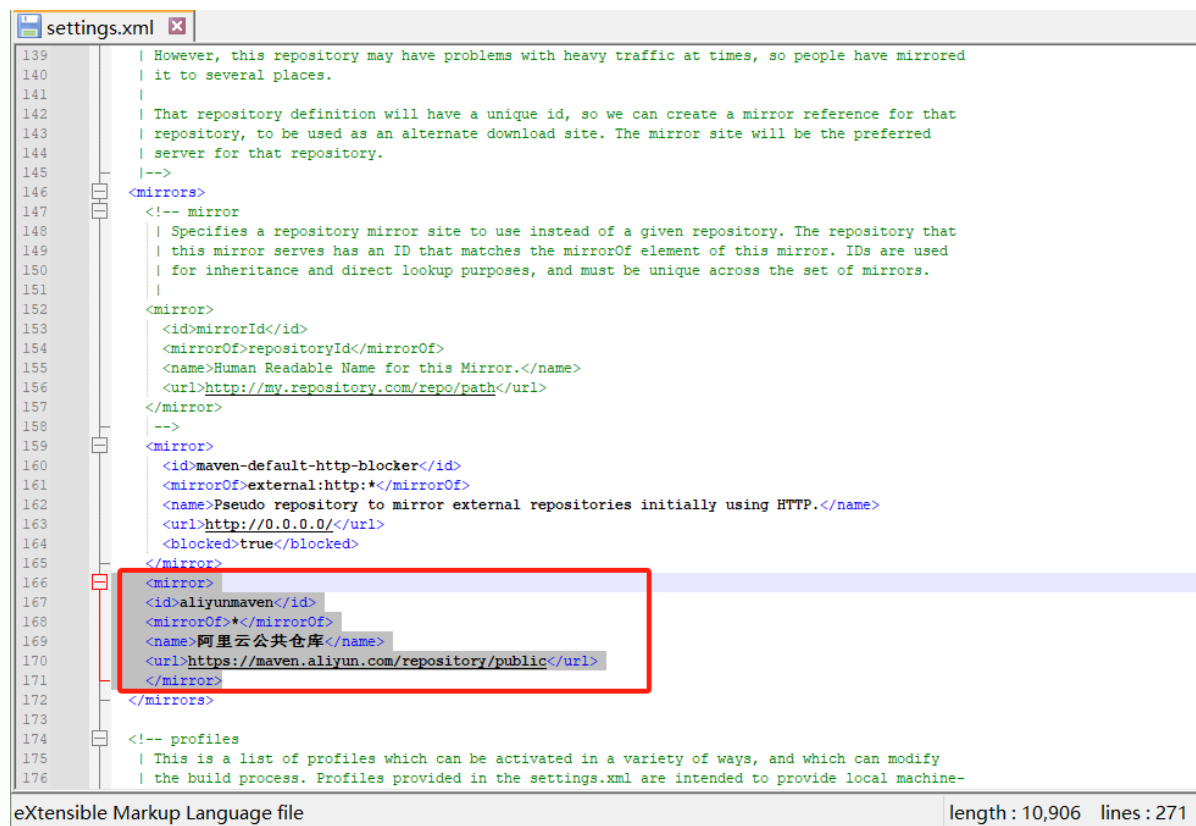 settings.xml
139 | However, this repository may have problems with heavy traffic at times, so people have mirrored
140 | it to several places.
141 |
142 | That repository definition will have a unique id, so we can create a mirror reference for that
143 | repository, to be used as an alternate download site. The mirror site will be the preferred
144 | server for that repository.
145 |-->
146 <mirrors>
147 <!-- mirror
148 | Specifies a repository mirror site to use instead of a given repository. The repository that
149 | this mirror serves has an ID that matches the mirrorOf element of this mirror. IDs are used
150 | for inheritance and direct lookup purposes, and must be unique across the set of mirrors.
151 |
152 <mirror>
153 <id>mirrorId</id>
154 <mirrorOf>repositoryId</mirrorOf>
155 <name>Human Readable Name for this Mirror.</name>
156 <url>http://my.repository.com/repo/path</url>
157 </mirror>
158 -->
159 <mirror>
160 <id>maven-default-http-blocker</id>
161 <mirrorOf>external:http:*</mirrorOf>
162 <name>Pseudo repository to mirror external repositories initially using HTTP.</name>
163 <url>http://0.0.0.0/</url>
164 <blocked>true</blocked>
165 </mirror>
166 <mirror>
167 <id>aliyunmaven</id>
168 <mirrorOf>*</mirrorOf>
169 <name>阿里云公共仓库</name>
170 <url>https://maven.aliyun.com/repository/public</url>
171 </mirror>
172 </mirrors>
173
174 <!-- profiles
175 | This is a list of profiles which can be activated in a variety of ways, and which can modify
176 | the build process. Profiles provided in the settings.xml are intended to provide local machine-
eXtensible Markup Language file length : 10,906 lines : 271